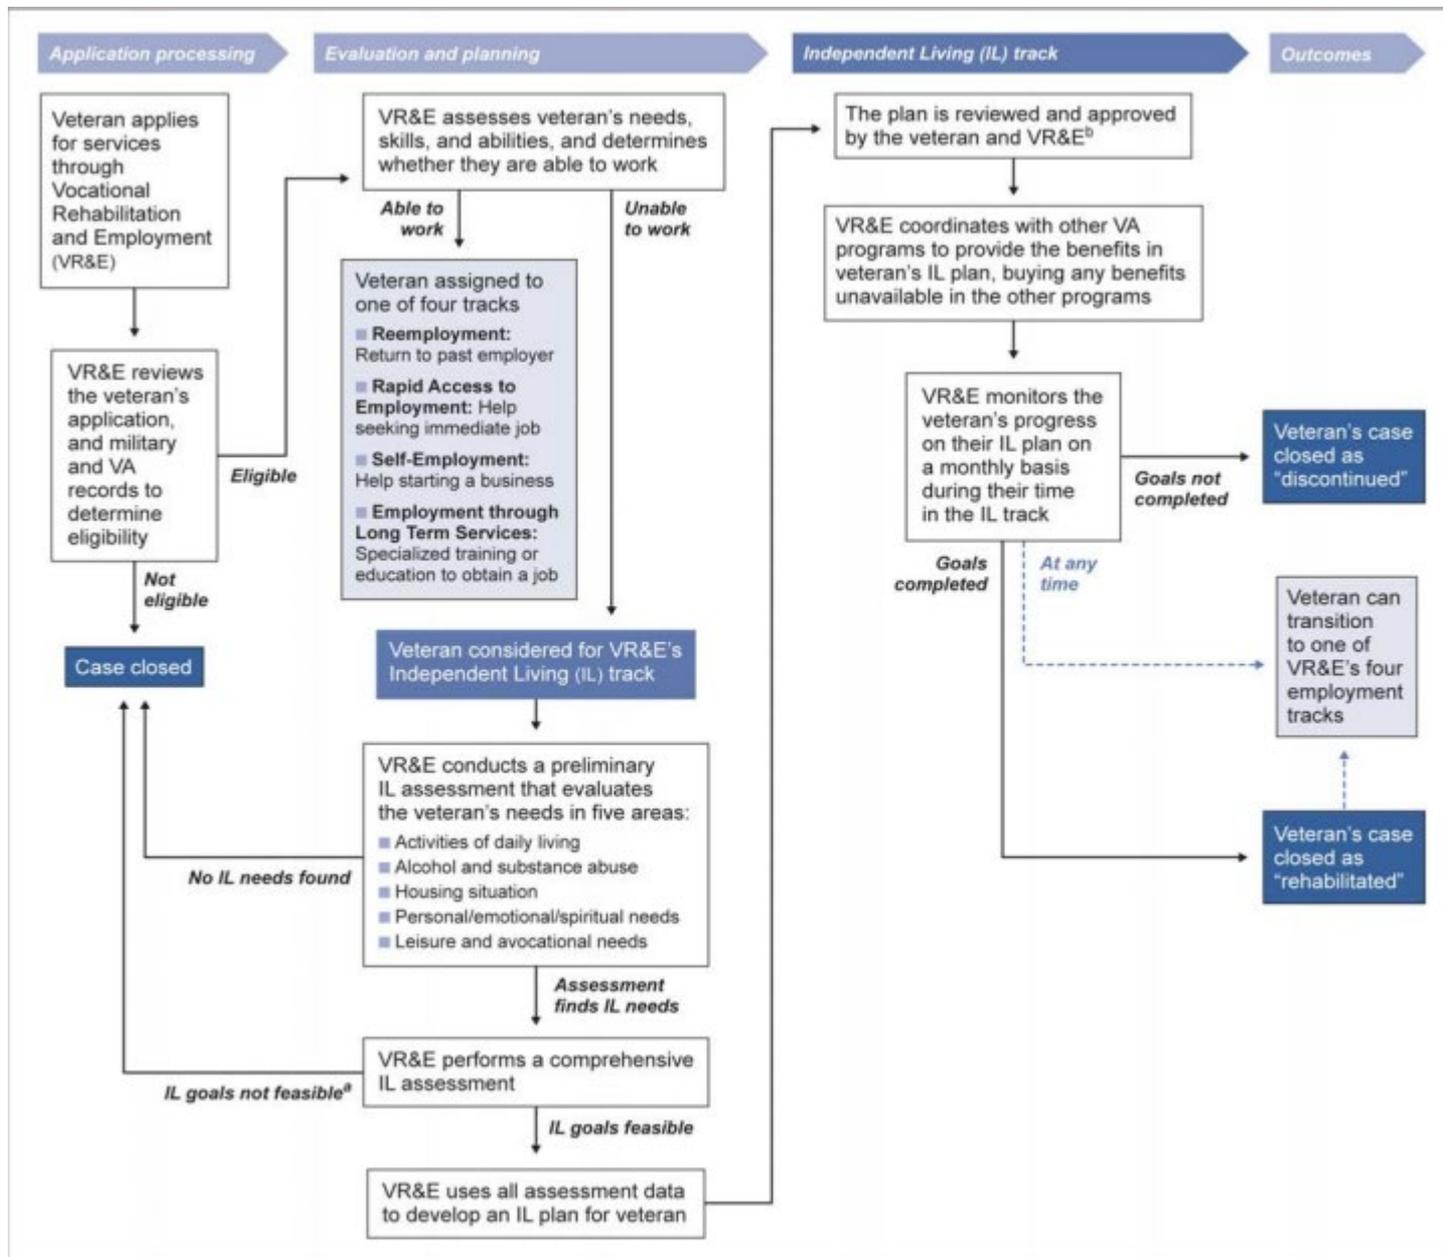 Application processing
Evaluation and planning
Independent Living (IL) track
Outcomes
Veteran applies
for services
through
Vocational
Rehabilitation
and Employment
(VR&E)
VR&E reviews
the veteran's
application,
and military
and VA
records to
determine
eligibility
Eligible
Not
eligible
Case closed
VR&E assesses veteran's needs,
skills, and abilities, and determines
whether they are able to work
Able to
work
Unable
to work
Veteran assigned to
one of four tracks
■ Reemployment:
Return to past employer
■ Rapid Access to
Employment: Help
seeking immediate job
■ Self-Employment:
Help starting a business
■ Employment through
Long Term Services:
Specialized training or
education to obtain a job
Veteran considered for VR&E's
Independent Living (IL) track
VR&E conducts a preliminary
IL assessment that evaluates
the veteran's needs in five areas:
■ Activities of daily living
■ Alcohol and substance abuse
■ Housing situation
■ Personal/emotional/spiritual needs
■ Leisure and avocational needs
No IL needs found
Assessment
finds IL needs
VR&E performs a comprehensive
IL assessment
IL goals not feasibleᵃ
IL goals feasible
VR&E uses all assessment data
to develop an IL plan for veteran
The plan is reviewed and approved
by the veteran and VR&Eᵇ
VR&E coordinates with other VA
programs to provide the benefits in
veteran's IL plan, buying any benefits
unavailable in the other programs
VR&E monitors the
veteran's progress
on their IL plan on
a monthly basis
during their time
in the IL track
Goals not
completed
Goals
completed
At any
time
Veteran's case
closed as
"discontinued"
Veteran can
transition
to one of
VR&E's four
employment
tracks
Veteran's case
closed as
"rehabilitated"